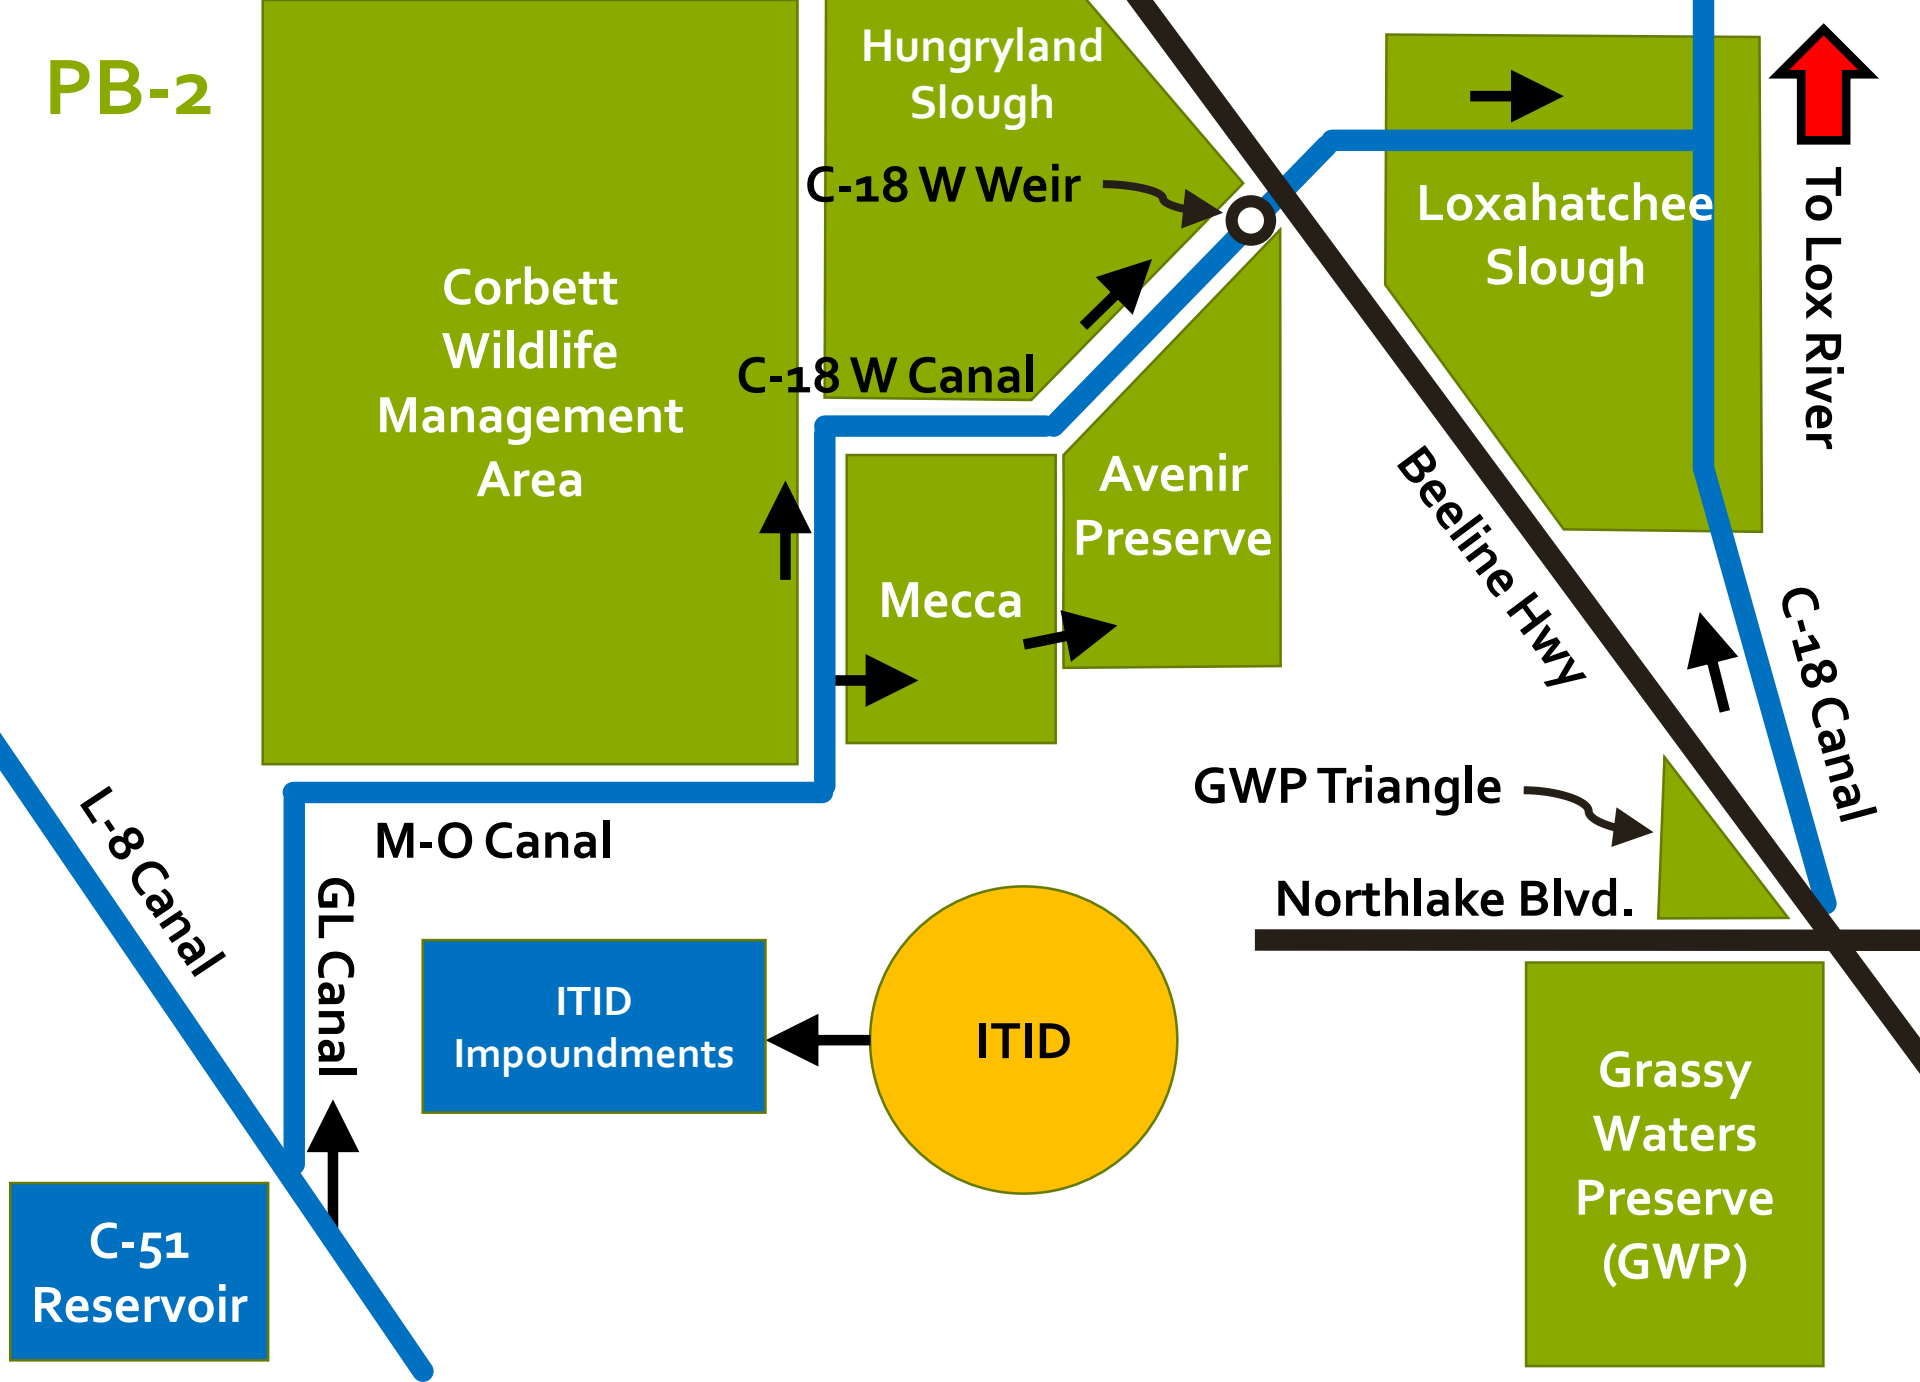 PB-2
Hungryland
Slough
C-18 W Weir
Loxahatchee
Slough
To Lox River
Corbett
Wildlife
Management
Area
C-18 W Canal
Avenir
Preserve
Mecca
Beeline Hwy
C-18 Canal
GWP Triangle
Northlake Blvd.
L-8 Canal
M-O Canal
GL Canal
ITID
Impoundments
ITID
Grassy
Waters
Preserve
(GWP)
C-51
Reservoir